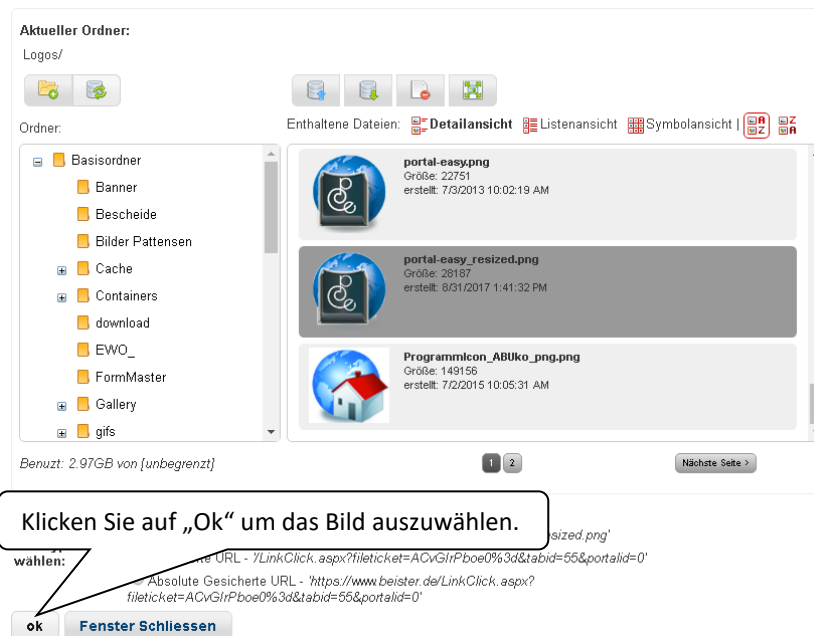 Aktueller Ordner:
Logos/
Ordner:
Enthaltene Dateien: Detailansicht Listenansicht Symbolansicht |
Basisordner
Banner
Bescheide
Bilder Pattensen
Cache
Containers
download
EWO_
FormMaster
Gallery
gifs
portal-easy.png
Größe: 22751
erstellt: 7/3/2013 10:02:19 AM
portal-easy_resized.png
Größe: 28187
erstellt: 8/31/2017 1:41:32 PM
ProgrammIcon_ABUko_png.png
Größe: 149156
erstellt: 7/2/2015 10:05:31 AM
Benuzt: 2.97GB von [unbegrenzt]
1 2
Nächste Seite >
Klicken Sie auf „Ok“ um das Bild auszuwählen.
wählen:
URL - '/LinkClick.aspx?fileticket=ACvGIrPboe0%3d&tabid=55&portalid=0'
Absolute Gesicherte URL - 'https://www.beister.de/LinkClick.aspx?
fileticket=ACvGIrPboe0%3d&tabid=55&portalid=0'
ok Fenster Schliessen